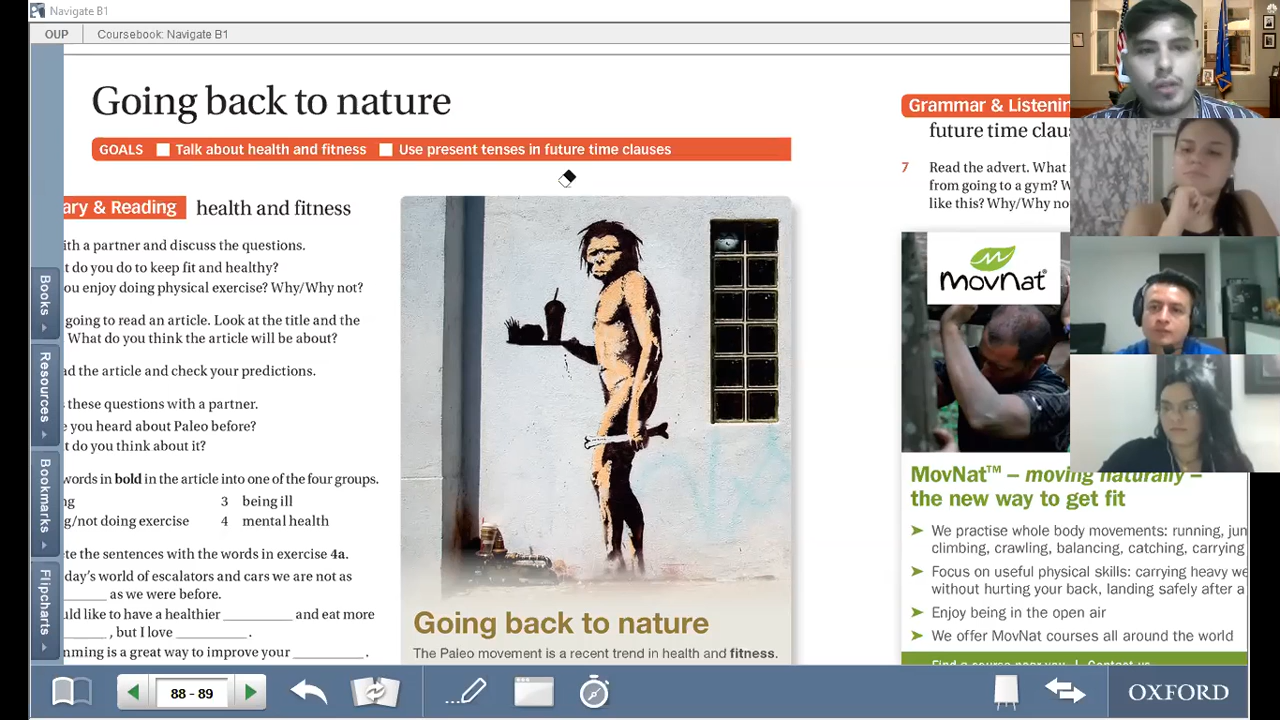 Navigate B1
OUP
Coursebook: Navigate B1
Going back to nature
GOALS Talk about health and fitness Use present tenses in future time clauses
ary & Reading health and fitness
ith a partner and discuss the questions.
t do you do to keep fit and healthy?
ou enjoy doing physical exercise? Why/Why not?
going to read an article. Look at the title and the
What do you think the article will be about?
ad the article and check your predictions.
these questions with a partner.
e you heard about Paleo before?
t do you think about it?
words in bold in the article into one of the four groups.
ng 3 being ill
g/not doing exercise 4 mental health
te the sentences with the words in exercise 4a.
day's world of escalators and cars we are not as
______ as we were before.
uld like to have a healthier ______ and eat more
______ , but I love ______ .
mming is a great way to improve your ______ .
Going back to nature
The Paleo movement is a recent trend in health and fitness.
Grammar & Listenin
future time clau
7 Read the advert. What
from going to a gym? W
like this? Why/Why no
MovNat
MovNat™ – moving naturally –
the new way to get fit
We practise whole body movements: running, jun
climbing, crawling, balancing, catching, carrying
Focus on useful physical skills: carrying heavy we
without hurting your back, landing safely after a
Enjoy being in the open air
We offer MovNat courses all around the world
Find a course near you | Contact us
Books
Resources
Bookmarks
Flipcharts
88 - 89
OXFORD